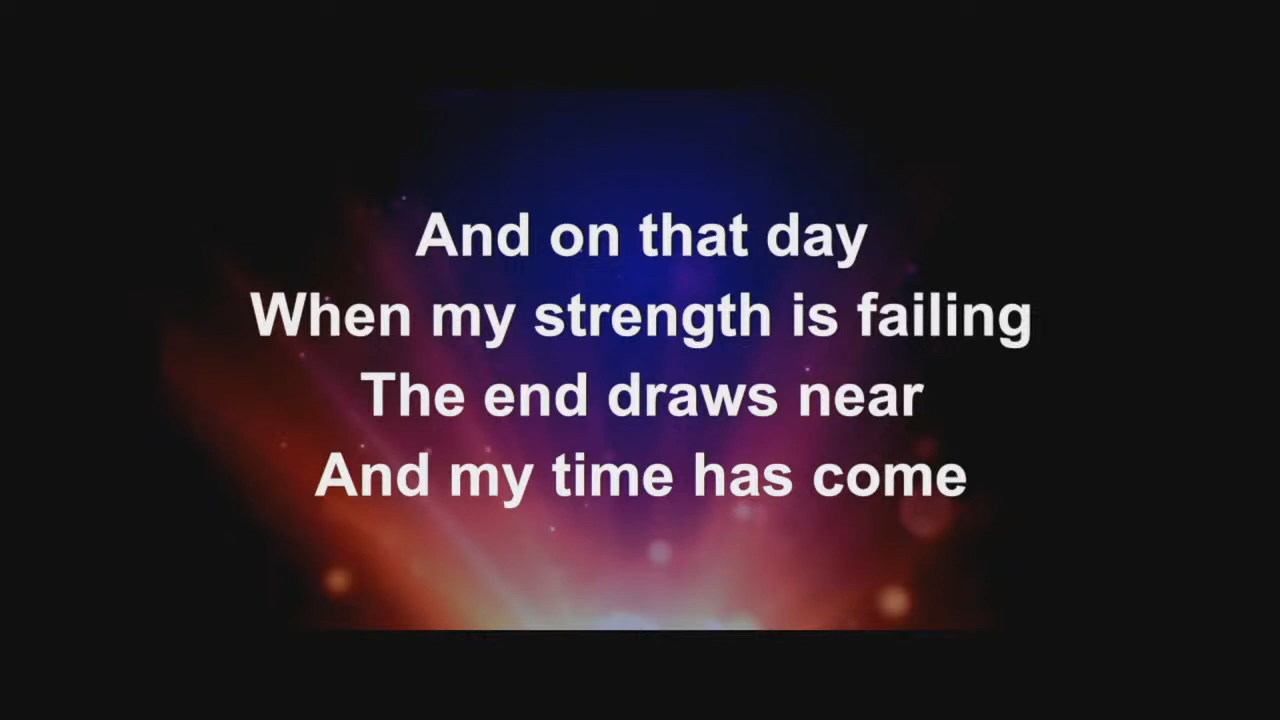 And on that day
When my strength is failing
The end draws near
And my time has come